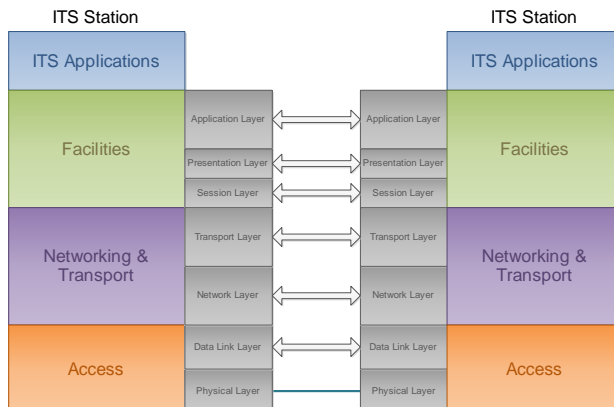 ITS Station
ITS Station
ITS Applications
ITS Applications
Facilities
Application Layer
Application Layer
Facilities
Presentation Layer
Presentation Layer
Session Layer
Session Layer
Networking &
Transport
Transport Layer
Transport Layer
Networking &
Transport
Network Layer
Network Layer
Access
Data Link Layer
Data Link Layer
Access
Physical Layer
Physical Layer